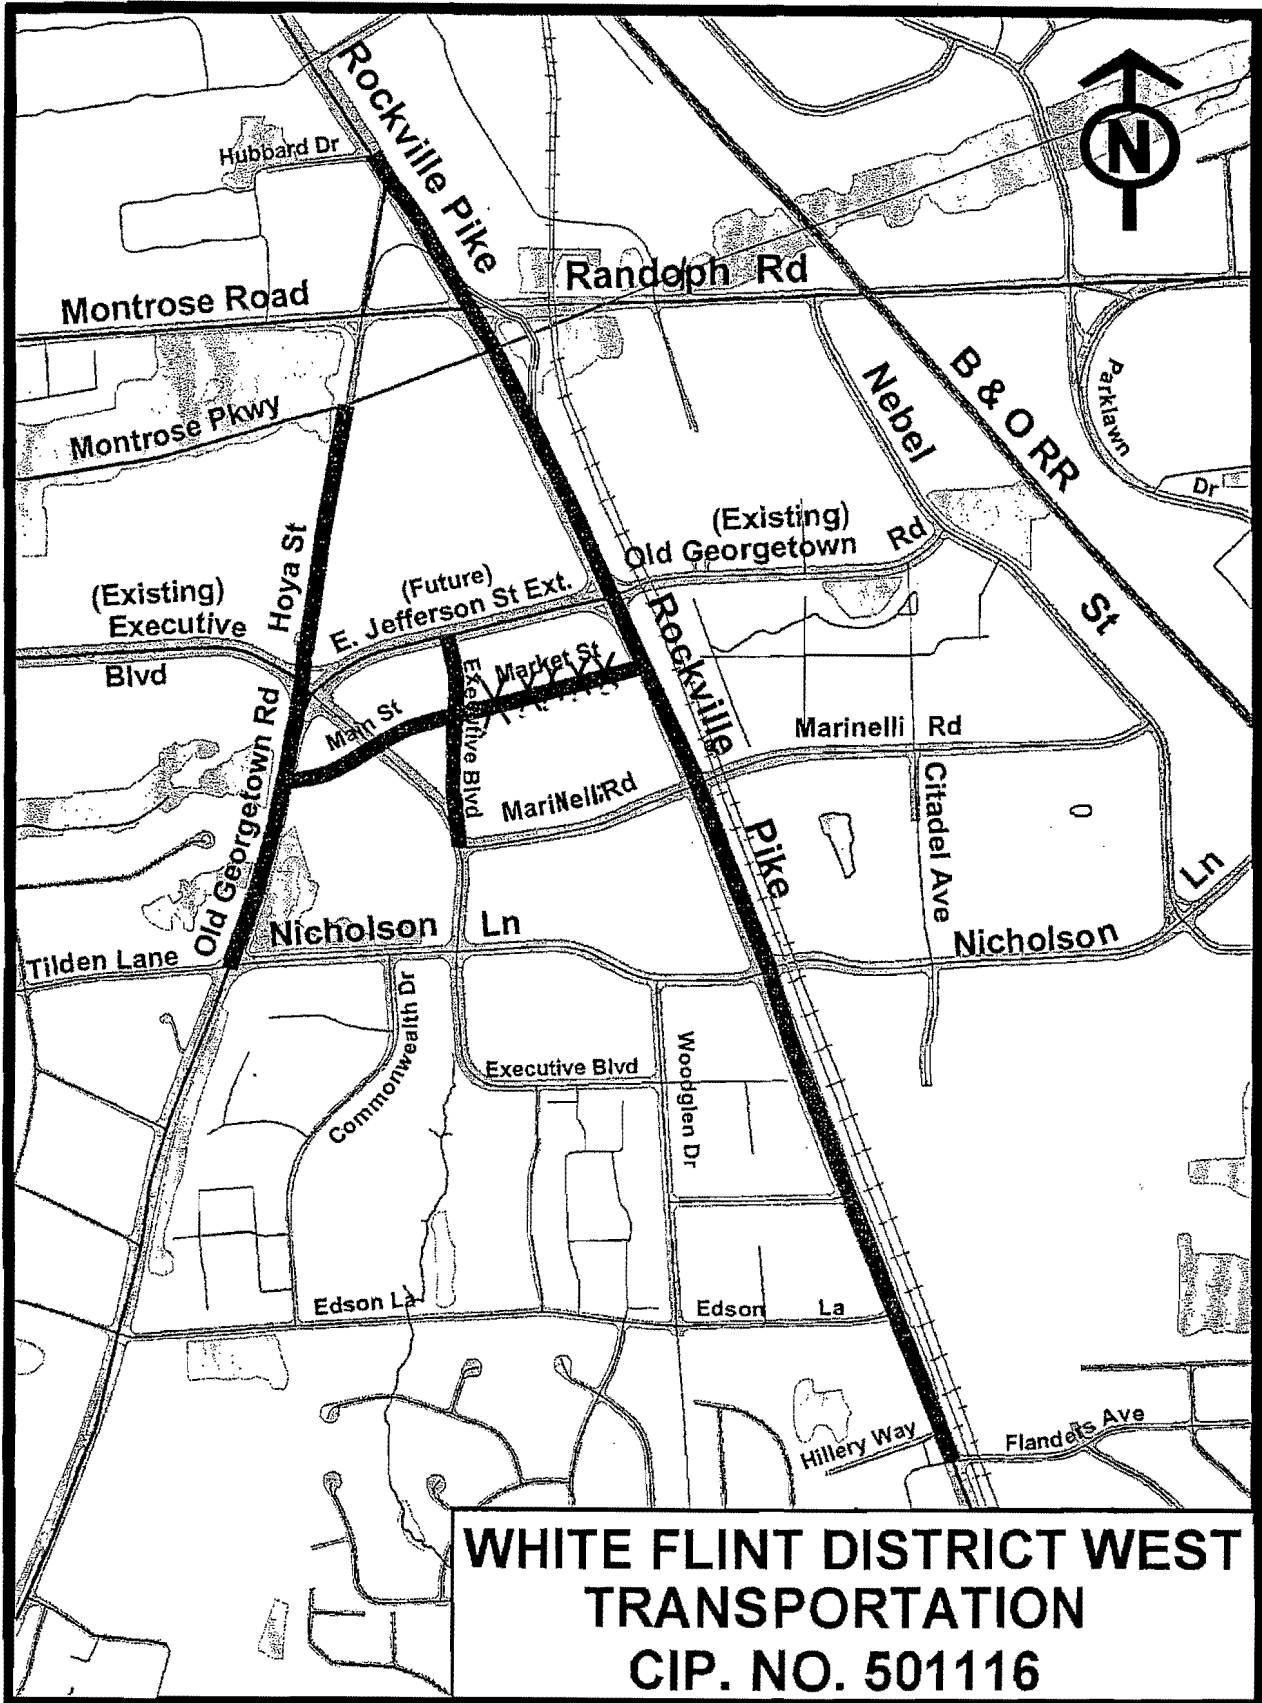 Rockville Pike
N
Hubbard Dr
Randolph Rd
Montrose Road
B & O RR
Nebel
Parklawn
Montrose Pkwy
Dr
(Existing)
Old Georgetown Rd
Hoya St
(Future)
E. Jefferson St Ext.
(Existing)
Executive
Blvd
St
Rockville
Market St
Executive Blvd
Main St
Old Georgetown Rd
Marinelli Rd
Marinelli Rd
Citadel Ave
Pike
Ln
Nicholson Ln
Nicholson
Tilden Lane
Commonwealth Dr
Executive Blvd
Woodglen Dr
Edson La
Edson La
Hillery Way
Flanders Ave
WHITE FLINT DISTRICT WEST
TRANSPORTATION
CIP. NO. 501116